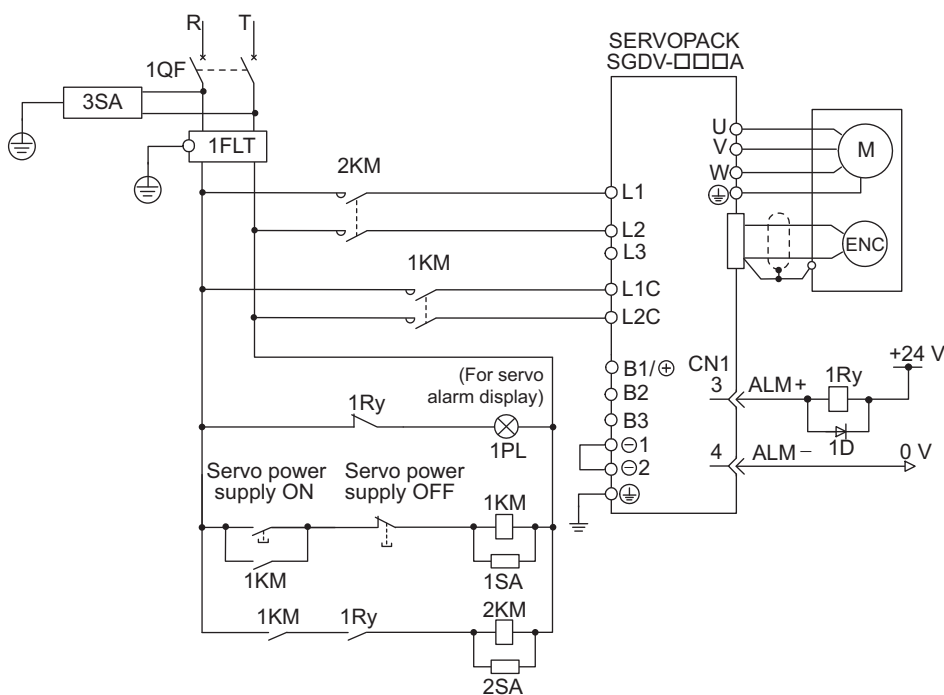 R T
SERVOPACK
SGDV-□□□A
1QF
3SA
1FLT
U
V
W
M
2KM
L1
L2
L3
ENC
1KM
L1C
L2C
B1/⊕
CN1
+24 V
3
ALM+
1Ry
(For servo
alarm display)
1Ry
B2
1PL
B3
1D
⊖1
4
ALM−
0 V
⊖2
Servo power
supply ON
Servo power
supply OFF
1KM
1KM
1SA
1KM
1Ry
2KM
2SA